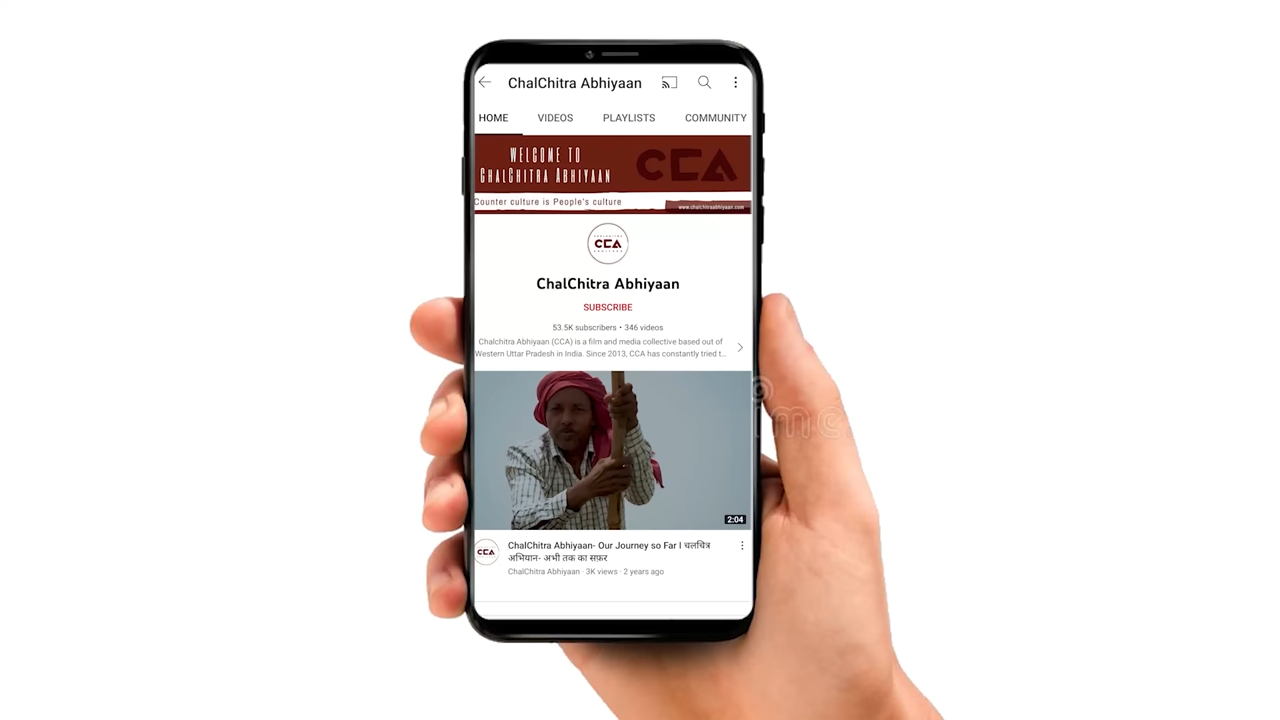 ChalChitra Abhiyaan
HOME VIDEOS PLAYLISTS COMMUNITY
WELCOME TO
CHALCHITRA ABHIYAAN
CCA
Counter culture is People's culture
www.chalchitraabhiyaan.com
CCA
ChalChitra Abhiyaan
SUBSCRIBE
53.5K subscribers • 346 videos
Chalchitra Abhiyaan (CCA) is a film and media collective based out of
Western Uttar Pradesh in India. Since 2013, CCA has constantly tried t...
2:04
CCA
ChalChitra Abhiyaan- Our Journey so Far I चलचित्र
अभियान- अभी तक का सफ़र
ChalChitra Abhiyaan · 3K views · 2 years ago